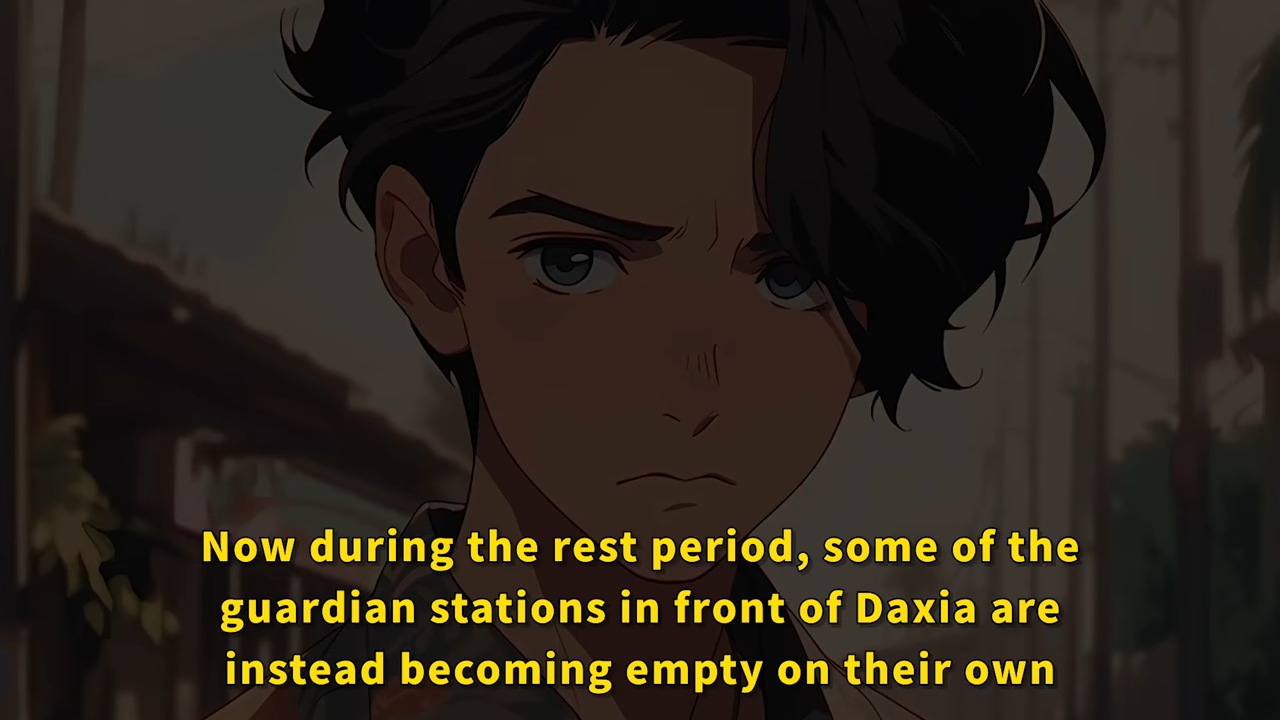 Now during the rest period, some of the
guardian stations in front of Daxia are
instead becoming empty on their own